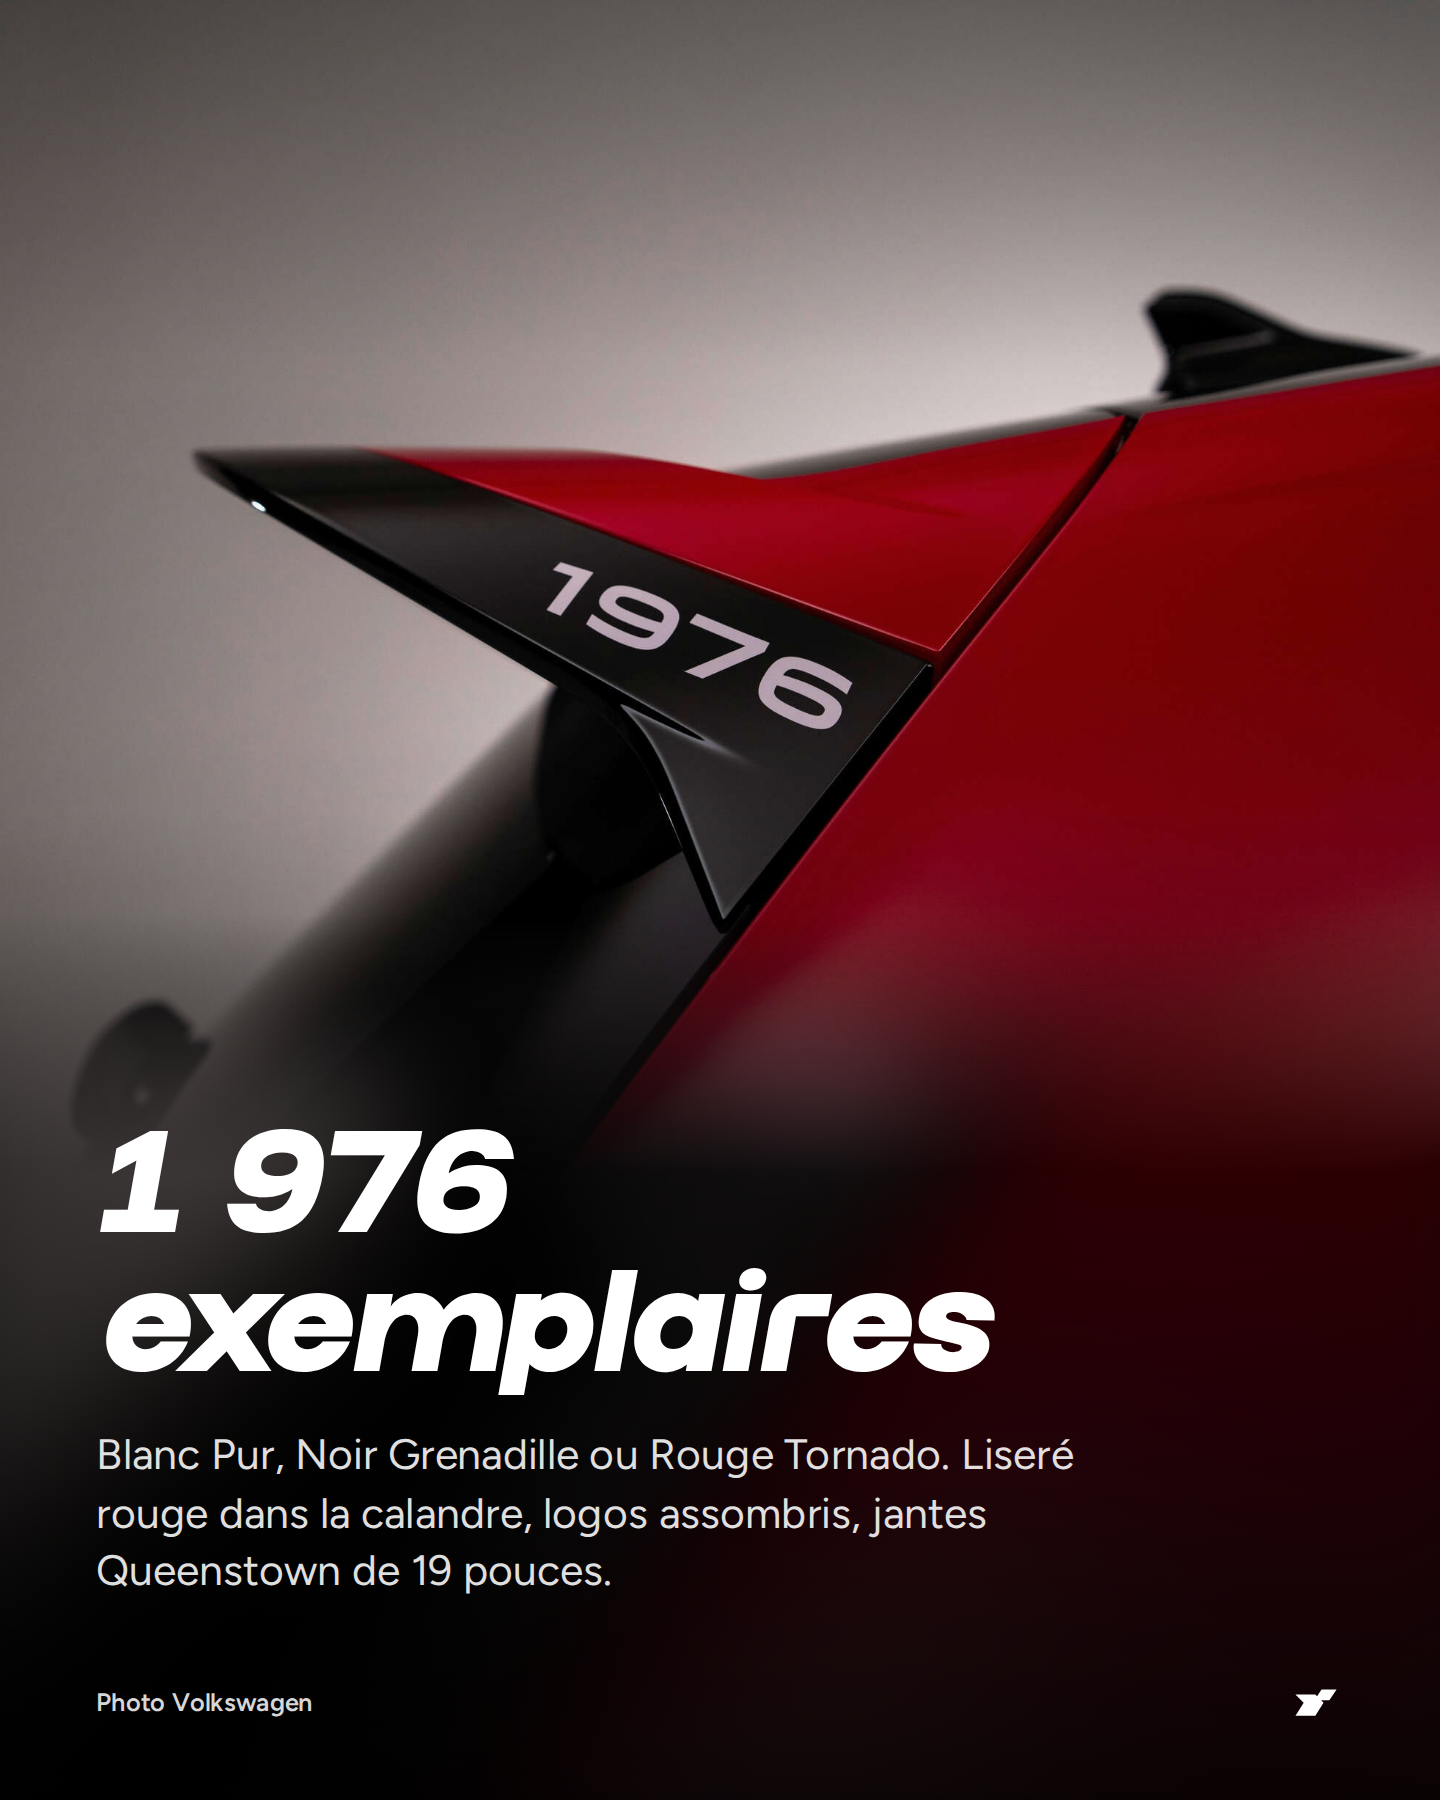 1976
1 976
exemplaires
Blanc Pur, Noir Grenadille ou Rouge Tornado. Liseré
rouge dans la calandre, logos assombris, jantes
Queenstown de 19 pouces.
Photo Volkswagen